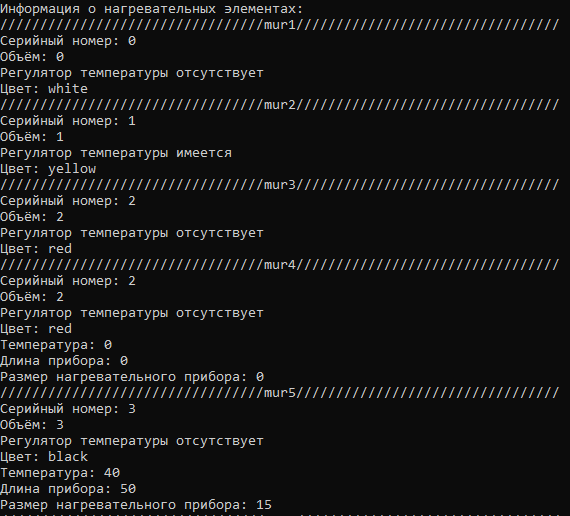 Информация о нагревательных элементах:
/////////////////////////////////mur1/////////////////////////////////
Серийный номер: 0
Объём: 0
Регулятор температуры отсутствует
Цвет: white
/////////////////////////////////mur2/////////////////////////////////
Серийный номер: 1
Объём: 1
Регулятор температуры имеется
Цвет: yellow
/////////////////////////////////mur3/////////////////////////////////
Серийный номер: 2
Объём: 2
Регулятор температуры отсутствует
Цвет: red
/////////////////////////////////mur4/////////////////////////////////
Серийный номер: 2
Объём: 2
Регулятор температуры отсутствует
Цвет: red
Температура: 0
Длина прибора: 0
Размер нагревательного прибора: 0
/////////////////////////////////mur5/////////////////////////////////
Серийный номер: 3
Объём: 3
Регулятор температуры отсутствует
Цвет: black
Температура: 40
Длина прибора: 50
Размер нагревательного прибора: 15